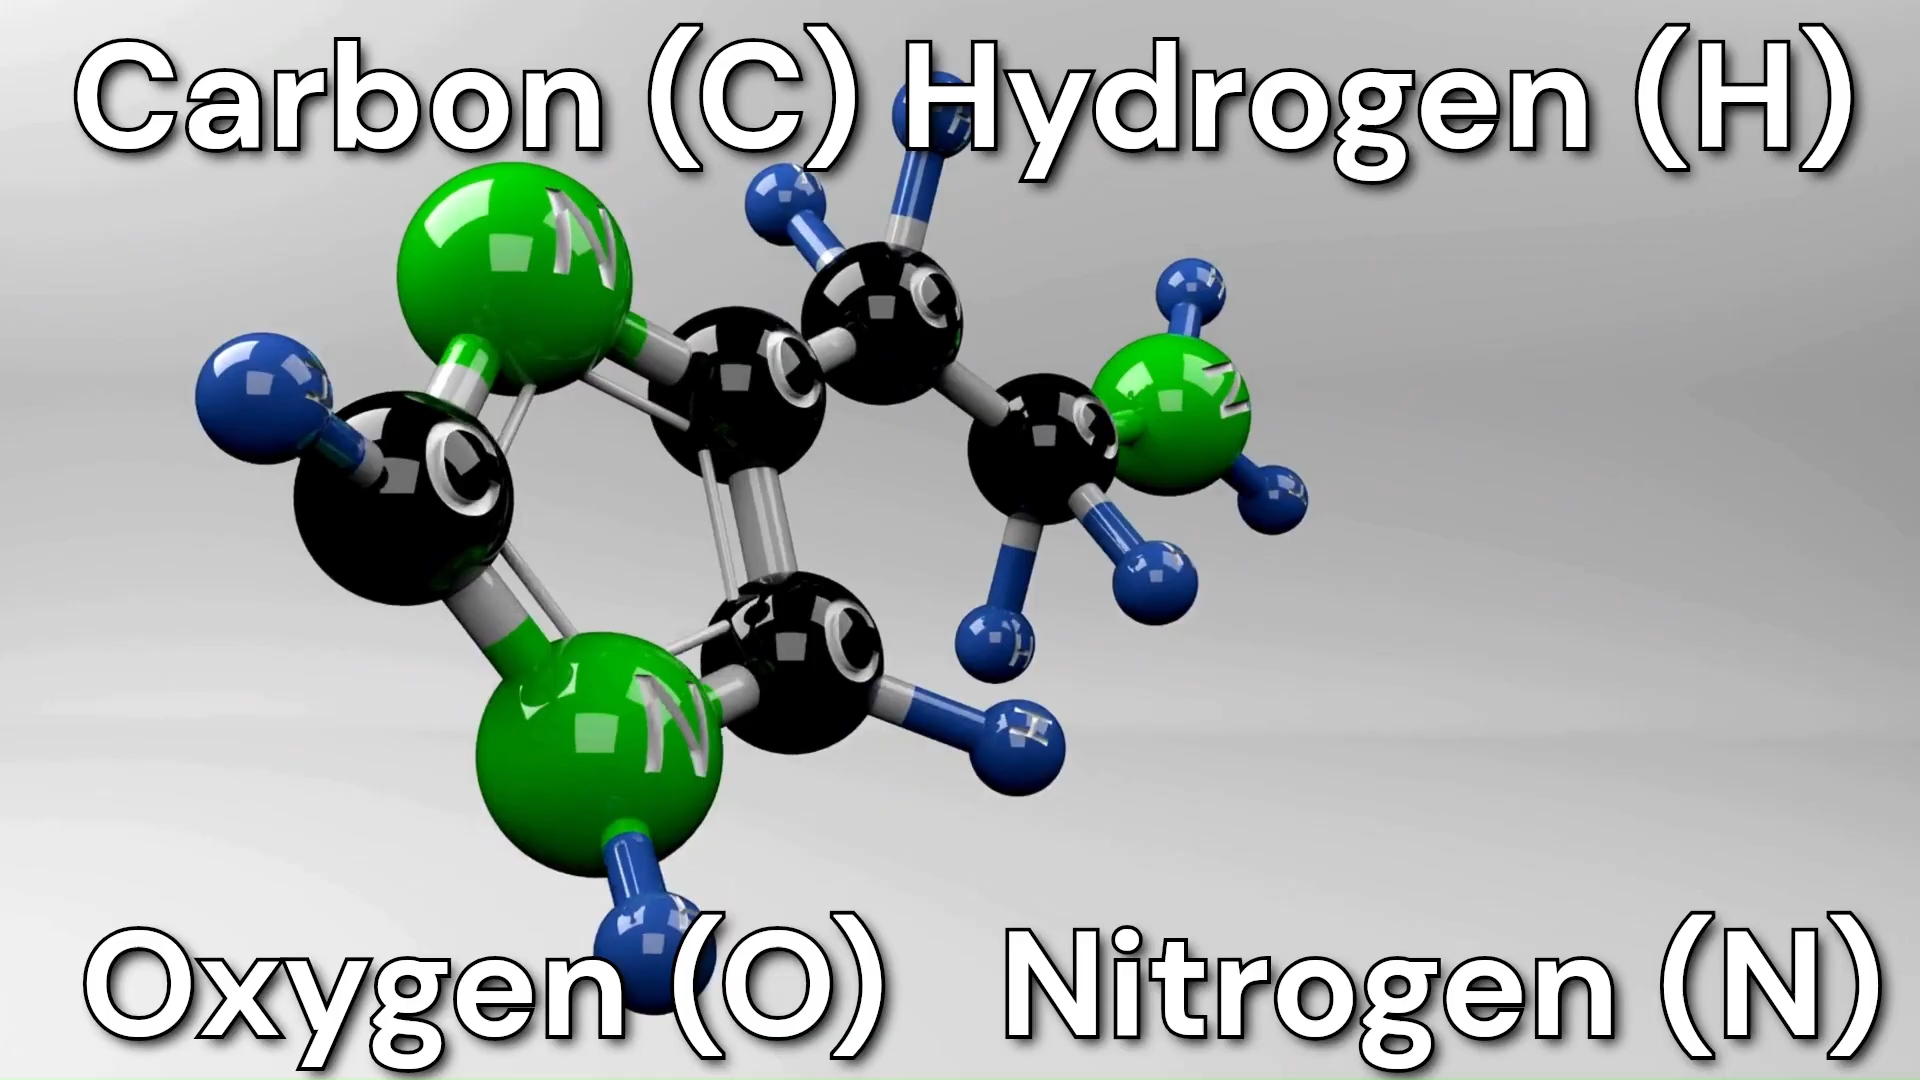 Carbon (C) Hydrogen (H)
H
H
N
H
C
C
C
N
H
C
H
H
C
H
N
H
H
Oxygen (O) Nitrogen (N)